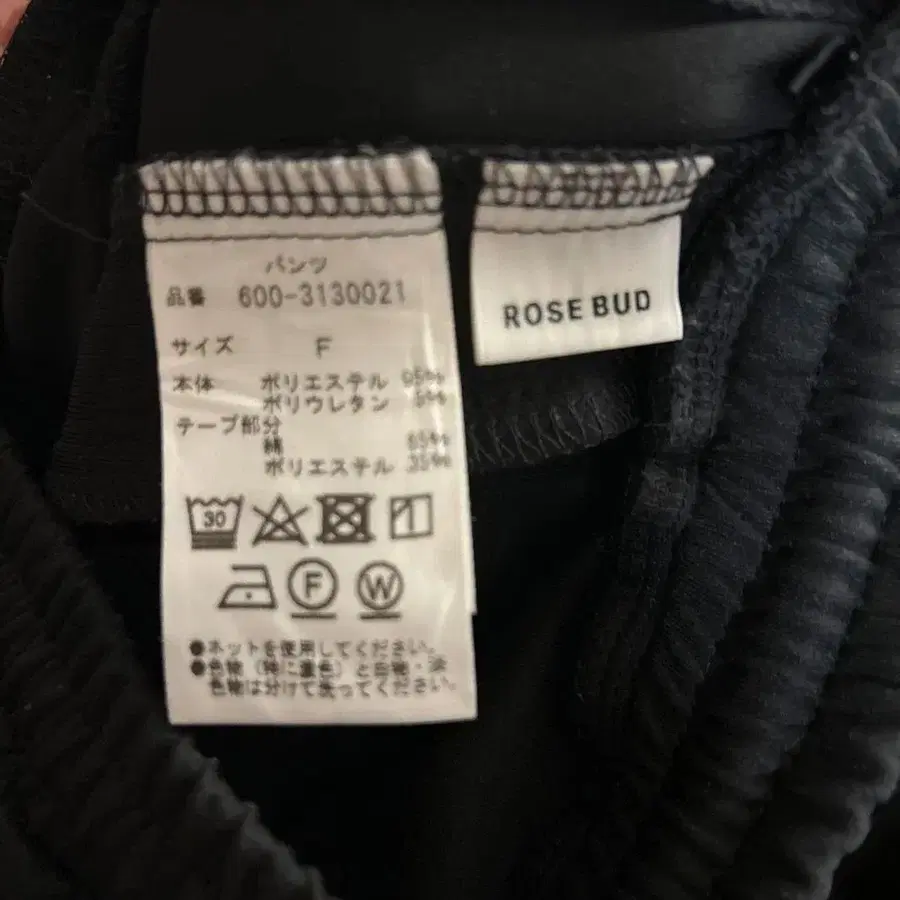 パンツ
品番 600-3130021
サイズ F
本体 ポリエステル 95%
ポリウレタン 5%
テープ部分
綿 65%
ポリエステル 35%
30
F W
●ネットを使用してください。
●色物（特に濃色）と白物・淡
色物は分けて洗ってください。
ROSE BUD